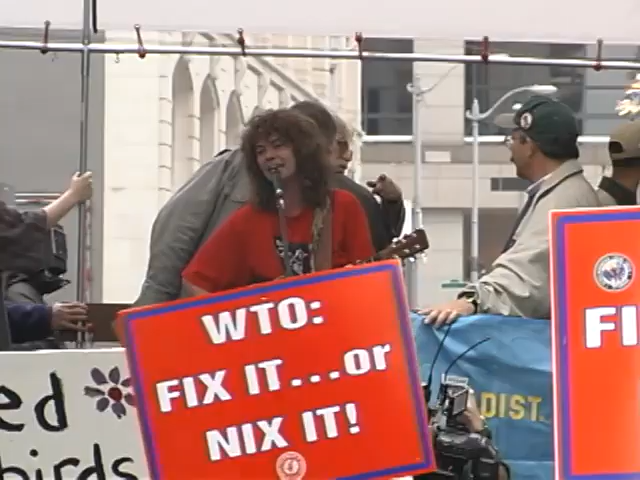 WTO:
FIX IT...or
NIX IT!
FI
DIST.
ed
birds